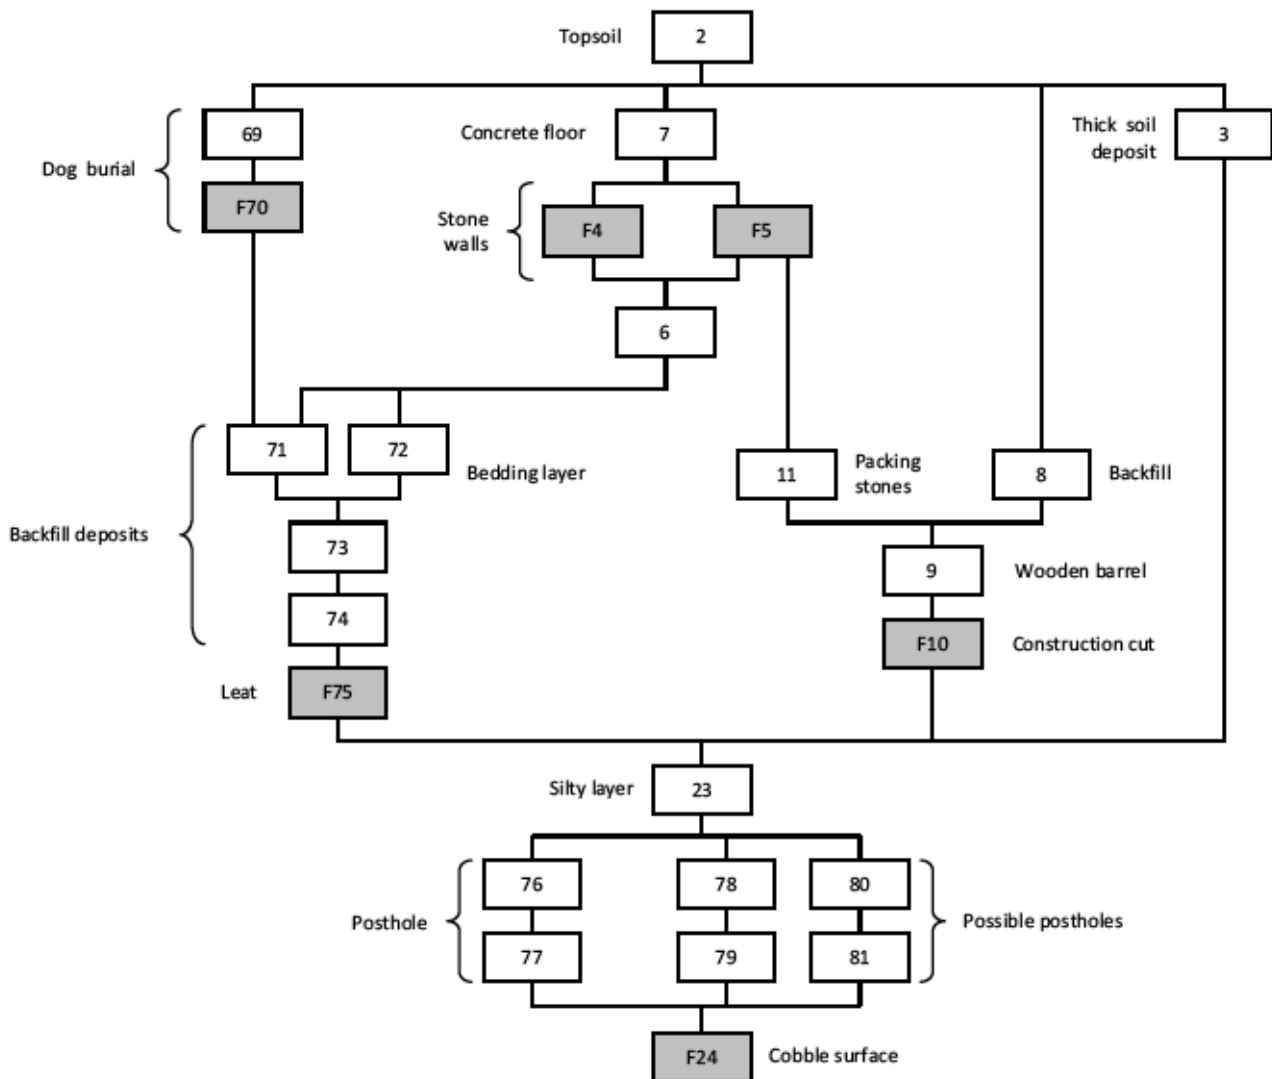 Topsoil 2
69 Concrete floor 7 Thick soil 3
deposit
Dog burial
F70 Stone F4 F5
walls
6
71 72 Packing 8 Backfill
Bedding layer 11 stones
Backfill deposits 73
9 Wooden barrel
74
F10 Construction cut
Leat F75
Silty layer 23
76 78 80
Posthole Possible postholes
77 79 81
F24 Cobble surface